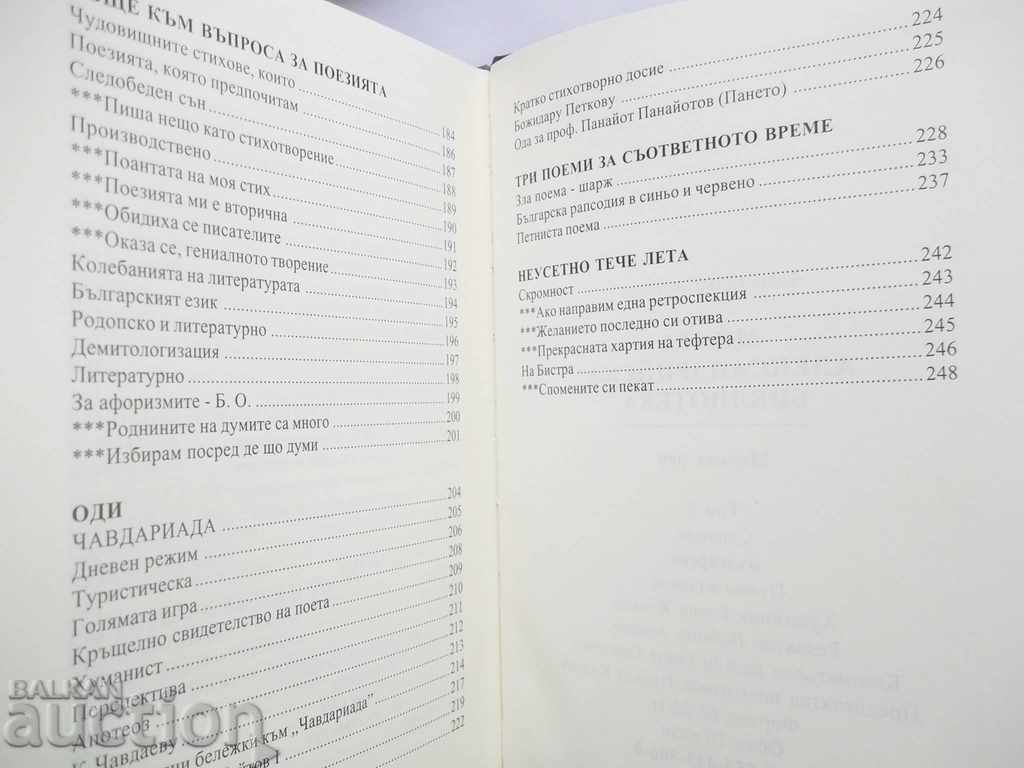 ОЩЕ КЪМ ВЪПРОСА ЗА ПОЕЗИЯТА
Чудовищните стихове, които 184
Поезията, която предпочитам 186
Следобеден сън 187
***Пиша нещо като стихотворение 188
Производствено 189
***Поантата на моя стих 190
***Поезията ми е вторична 191
***Обидиха се писателите 192
***Оказа се, гениалното творение 193
Колебанията на литературата 194
Българският език 195
Родопско и литературно 196
Демитологизация 197
Литературно 198
За афоризмите - Б. О. 199
***Роднините на думите са много 200
***Избирам посред де що думи 201
ОДИ
ЧАВДАРИАДА 204
Дневен режим 205
Туристическа 206
Голямата игра 208
Кръщелно свидетелство на поета 209
Хуманист 210
Перспектива 211
Апотеоз 212
К. Чавдаеву 213
бележки към „Чавдариада” 214
217
219
222
Кратко стихотворно досие 224
Божидару Петкову 225
Ода за проф. Панайот Панайотов (Пането) 226
ТРИ ПОЕМИ ЗА СЪОТВЕТНОТО ВРЕМЕ
Зла поема - шарж 228
Българска рапсодия в синьо и червено 233
Петниста поема 237
НЕУСЕТНО ТЕЧЕ ЛЕТА
Скромност 242
***Ако направим една ретроспекция 243
***Желанието последно си отива 244
***Прекрасната хартия на тефтера 245
На Бистра 246
***Спомените си пекат 248
BALKAN
auction